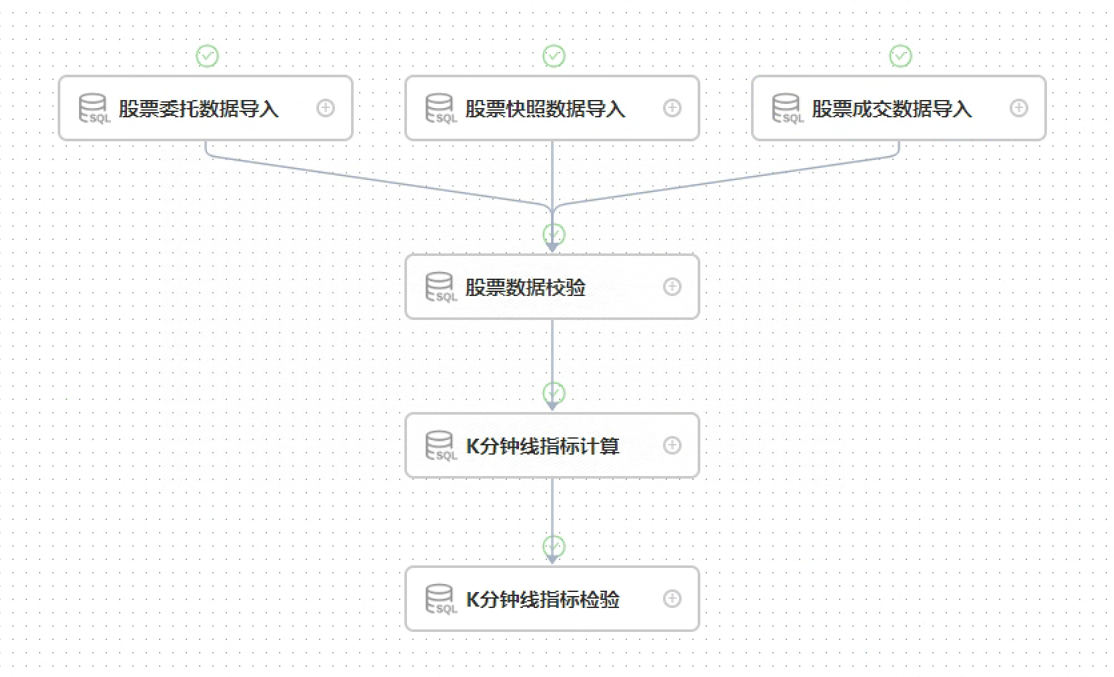 SQL 股票委托数据导入
SQL 股票快照数据导入
SQL 股票成交数据导入
SQL 股票数据校验
SQL K分钟线指标计算
SQL K分钟线指标检验